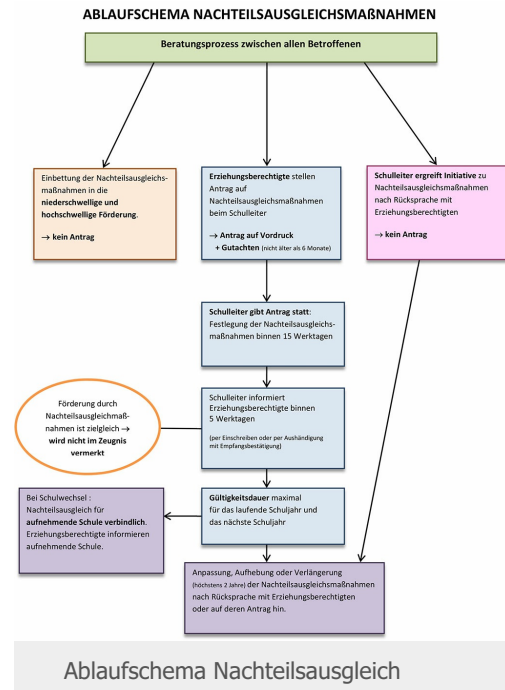 ABLAUFSCHEMA NACHTEILSAUSGLEICHSMAßNAHMEN
Beratungsprozess zwischen allen Betroffenen
Einbettung der Nachteilsausgleichs-
maßnahmen in die
niederschwellige und
hochschwellige Förderung.
→ kein Antrag
Erziehungsberechtigte stellen
Antrag auf
Nachteilsausgleichsmaßnahmen
beim Schulleiter
→ Antrag auf Vordruck
+ Gutachten (nicht älter als 6 Monate)
Schulleiter ergreift Initiative zu
Nachteilsausgleichsmaßnahmen
nach Rücksprache mit
Erziehungsberechtigten
→ kein Antrag
Schulleiter gibt Antrag statt:
Festlegung der Nachteilsausgleichs-
maßnahmen binnen 15 Werktagen
Schulleiter informiert
Erziehungsberechtigte binnen
5 Werktagen
(per Einschreiben oder per Aushändigung
mit Empfangsbestätigung)
Förderung durch
Nachteilsausgleichmaß-
nahmen ist zielgleich →
wird nicht im Zeugnis
vermerkt
Gültigkeitsdauer maximal
für das laufende Schuljahr und
das nächste Schuljahr
Bei Schulwechsel :
Nachteilsausgleich für
aufnehmende Schule verbindlich.
Erziehungsberechtigte informieren
aufnehmende Schule.
Anpassung, Aufhebung oder Verlängerung
(höchstens 2 Jahre) der Nachteilsausgleichsmaßnahmen
nach Rücksprache mit Erziehungsberechtigten
oder auf deren Antrag hin.
Ablaufschema Nachteilsausgleich